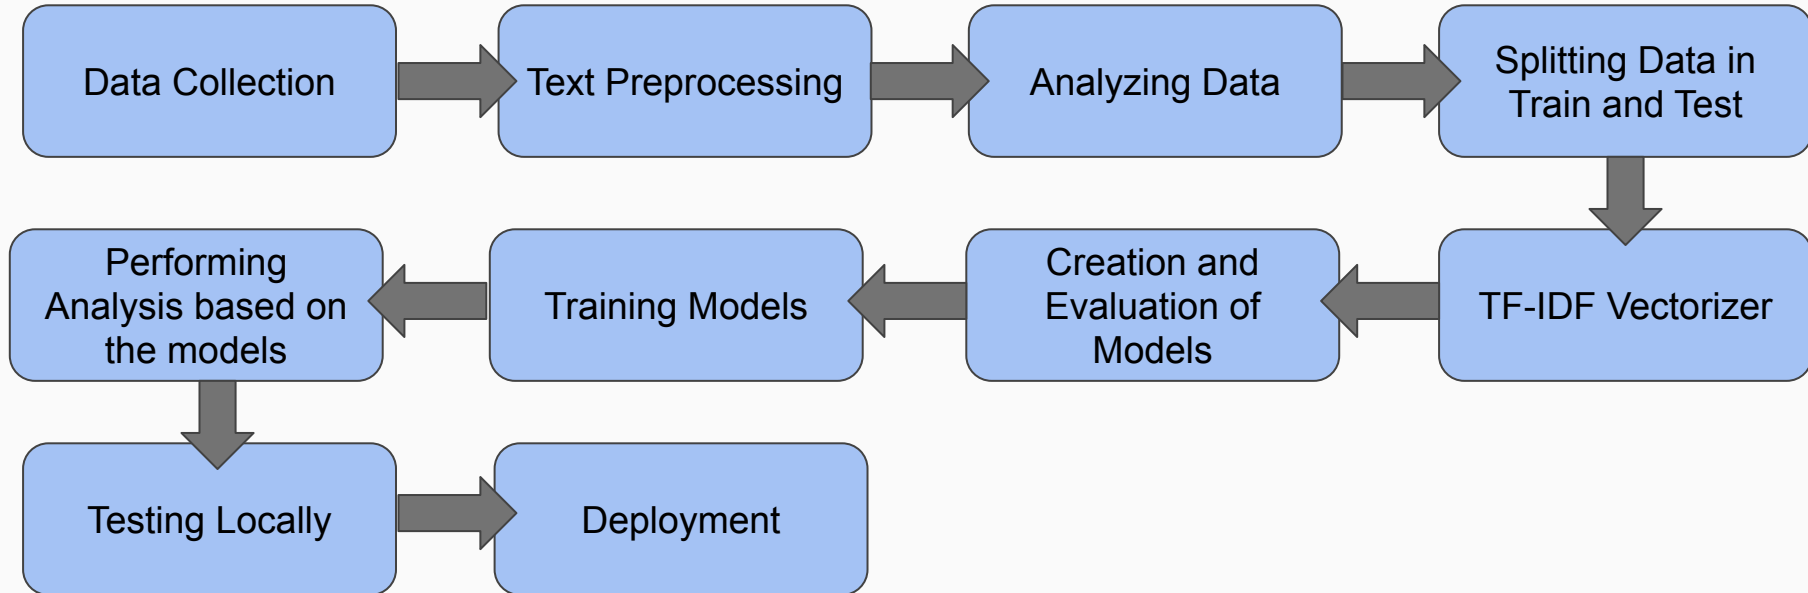 Data Collection
Text Preprocessing
Analyzing Data
Splitting Data in
Train and Test
TF-IDF Vectorizer
Creation and
Evaluation of
Models
Training Models
Performing
Analysis based on
the models
Testing Locally
Deployment